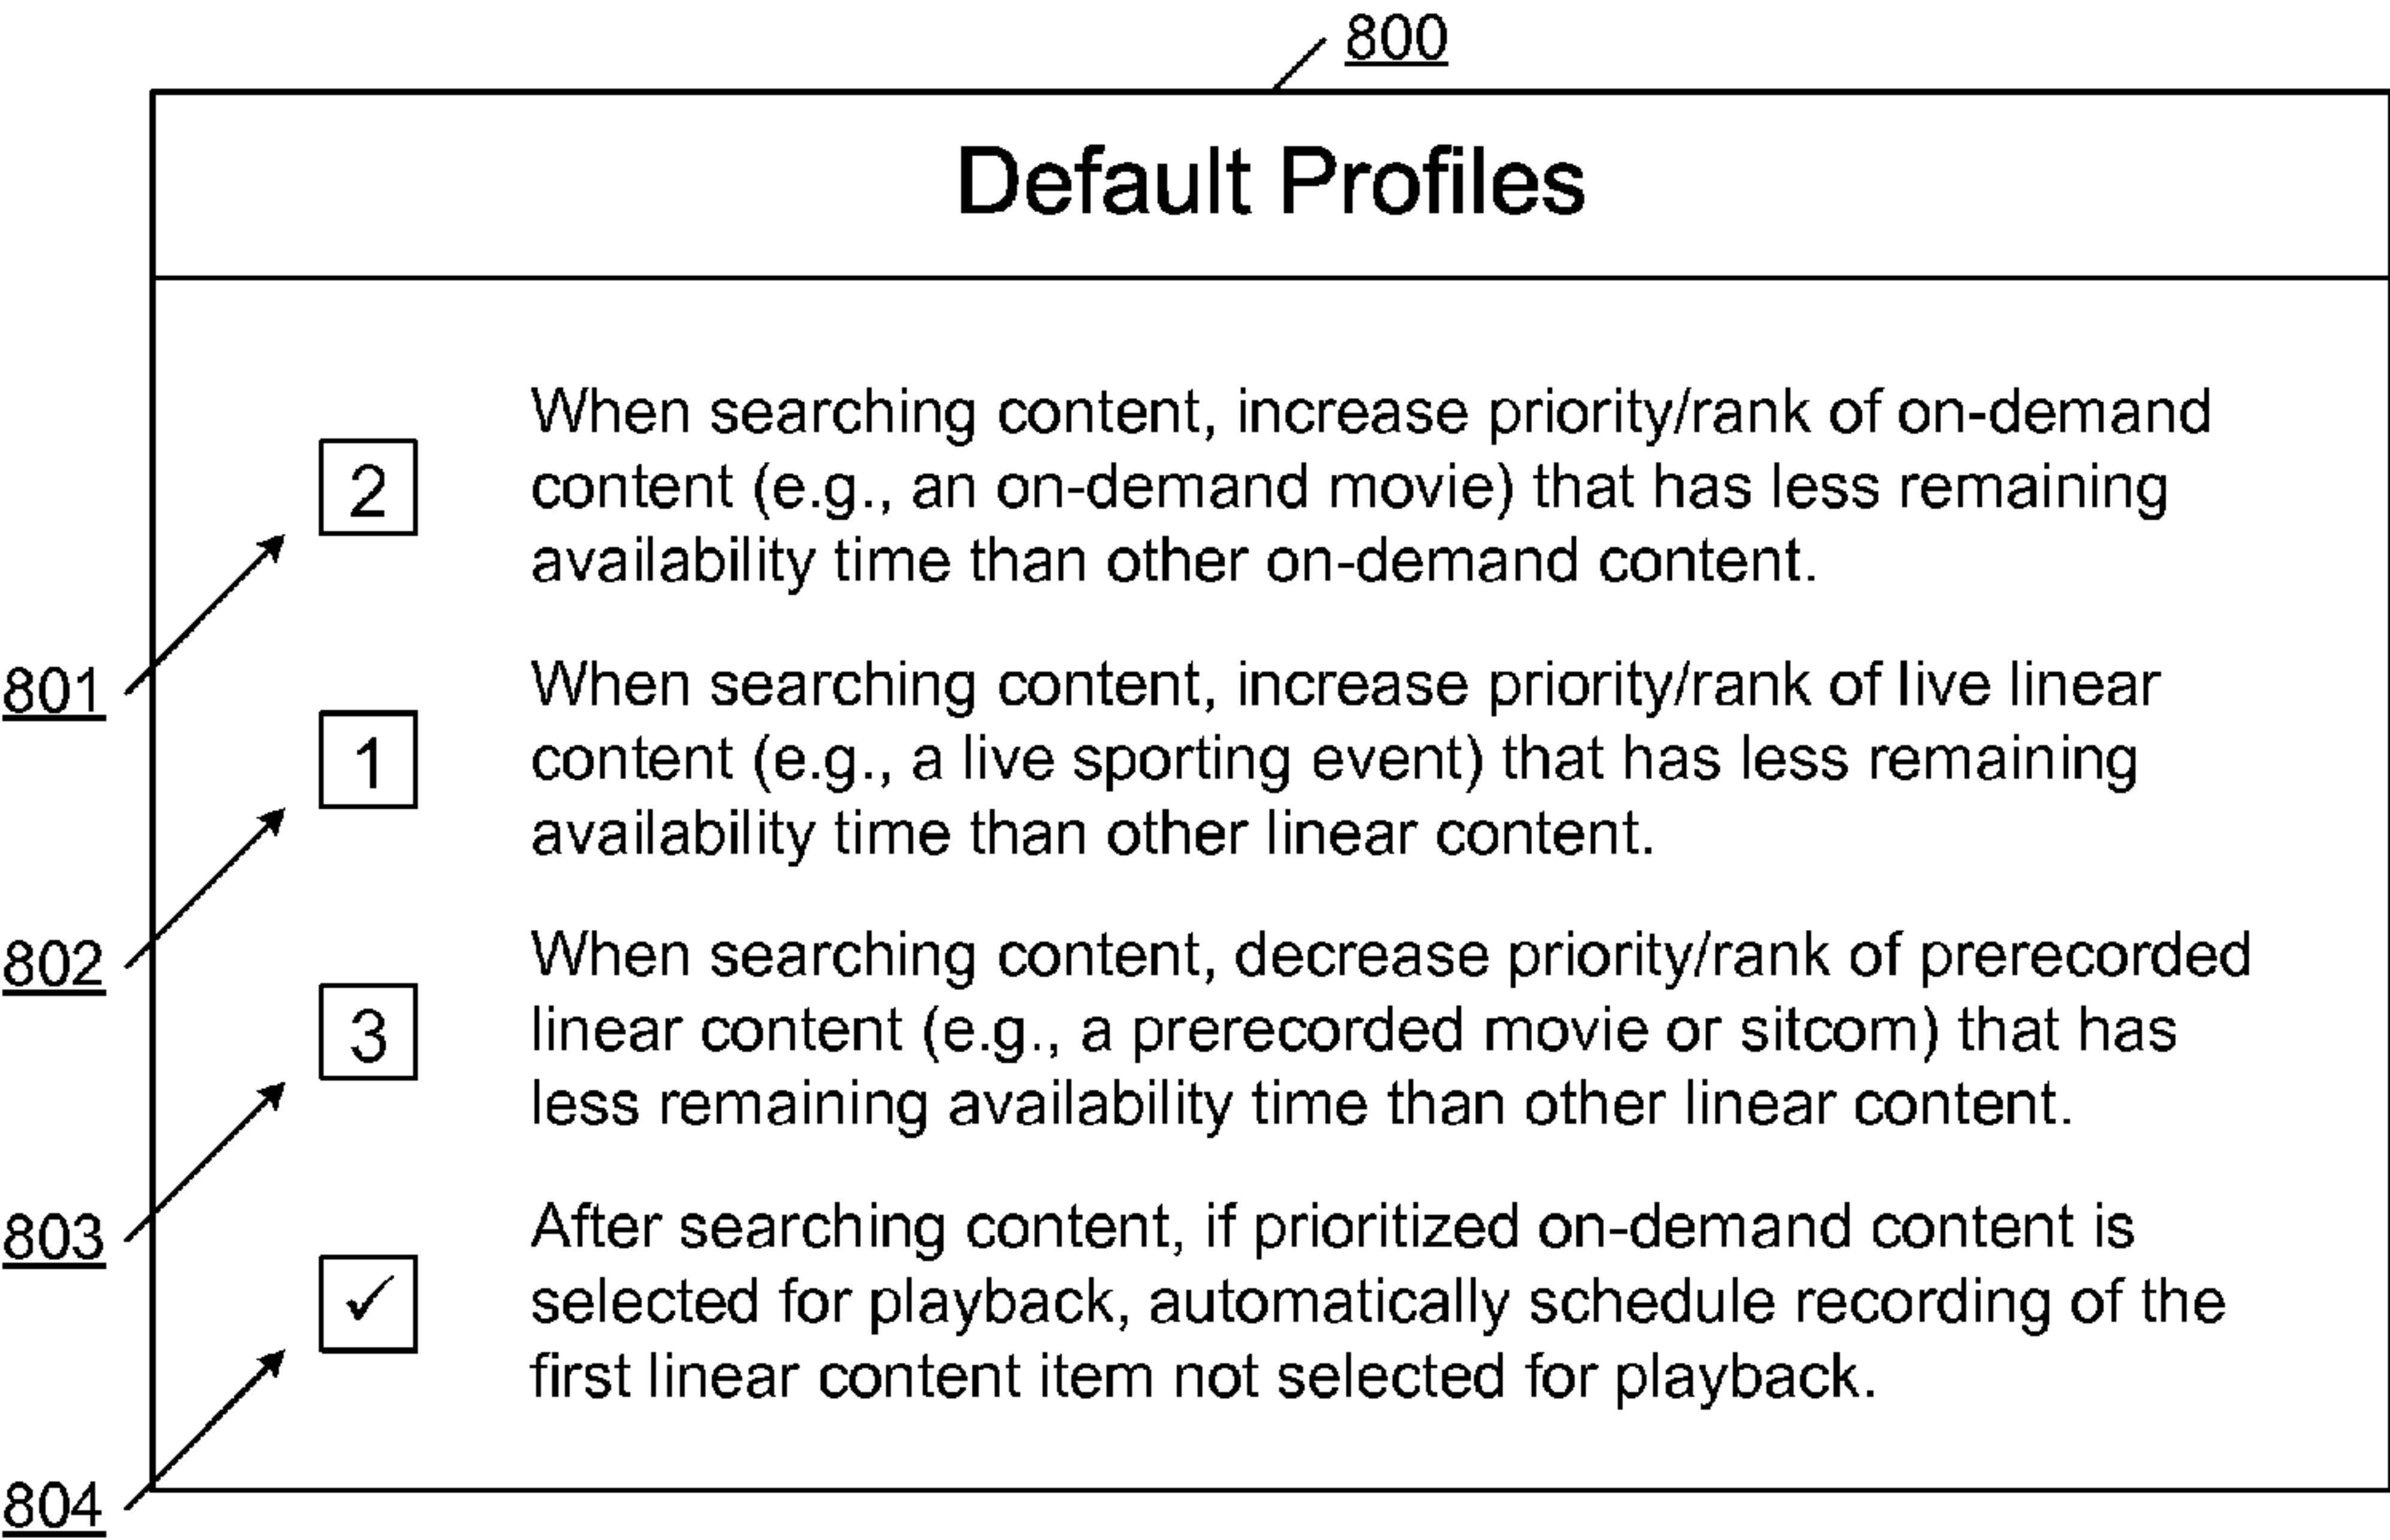 800
Default Profiles
2
When searching content, increase priority/rank of on-demand
content (e.g., an on-demand movie) that has less remaining
availability time than other on-demand content.
801
1
When searching content, increase priority/rank of live linear
content (e.g., a live sporting event) that has less remaining
availability time than other linear content.
802
3
When searching content, decrease priority/rank of prerecorded
linear content (e.g., a prerecorded movie or sitcom) that has
less remaining availability time than other linear content.
803
✓
After searching content, if prioritized on-demand content is
selected for playback, automatically schedule recording of the
first linear content item not selected for playback.
804